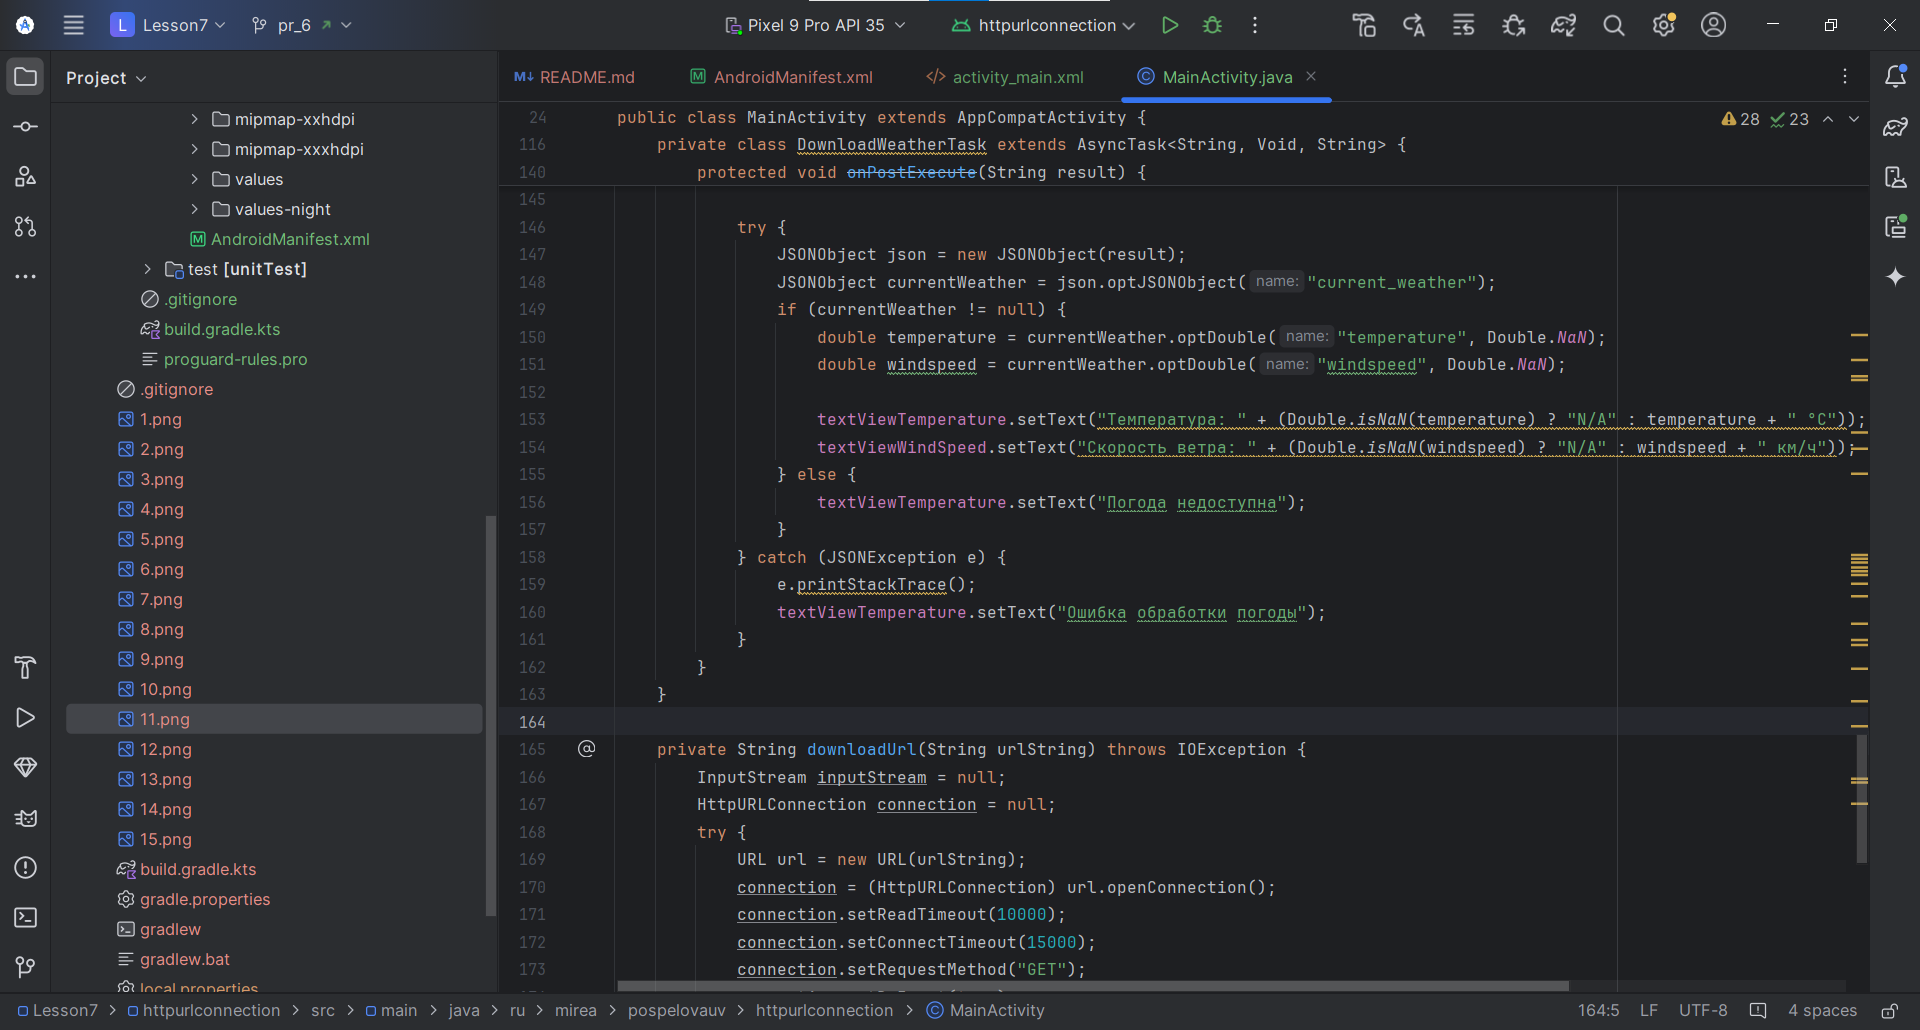 L Lesson7 pr_6 Pixel 9 Pro API 35 httpurlconnection
Project
mipmap-xxhdpi
mipmap-xxxhdpi
values
values-night
AndroidManifest.xml
test [unitTest]
.gitignore
build.gradle.kts
proguard-rules.pro
.gitignore
1.png
2.png
3.png
4.png
5.png
6.png
7.png
8.png
9.png
10.png
11.png
12.png
13.png
14.png
15.png
build.gradle.kts
gradle.properties
gradlew
gradlew.bat
local.properties
README.md AndroidManifest.xml activity_main.xml MainActivity.java
28 23
24 public class MainActivity extends AppCompatActivity {
116 private class DownloadWeatherTask extends AsyncTask<String, Void, String> {
140 protected void onPostExecute(String result) {
145
146 try {
147 JSONObject json = new JSONObject(result);
148 JSONObject currentWeather = json.optJSONObject( name: "current_weather");
149 if (currentWeather != null) {
150 double temperature = currentWeather.optDouble( name: "temperature", Double.NaN);
151 double windspeed = currentWeather.optDouble( name: "windspeed", Double.NaN);
152
153 textViewTemperature.setText("Температура: " + (Double.isNaN(temperature) ? "N/A" : temperature + " °C"));
154 textViewWindSpeed.setText("Скорость ветра: " + (Double.isNaN(windspeed) ? "N/A" : windspeed + " км/ч"));
155 } else {
156 textViewTemperature.setText("Погода недоступна");
157 }
158 } catch (JSONException e) {
159 e.printStackTrace();
160 textViewTemperature.setText("Ошибка обработки погоды");
161 }
162 }
163 }
164
165 private String downloadUrl(String urlString) throws IOException {
166 InputStream inputStream = null;
167 HttpURLConnection connection = null;
168 try {
169 URL url = new URL(urlString);
170 connection = (HttpURLConnection) url.openConnection();
171 connection.setReadTimeout(10000);
172 connection.setConnectTimeout(15000);
173 connection.setRequestMethod("GET");
Lesson7 > httpurlconnection > src > main > java > ru > mirea > pospelovauv > httpurlconnection > MainActivity
164:5 LF UTF-8 4 spaces